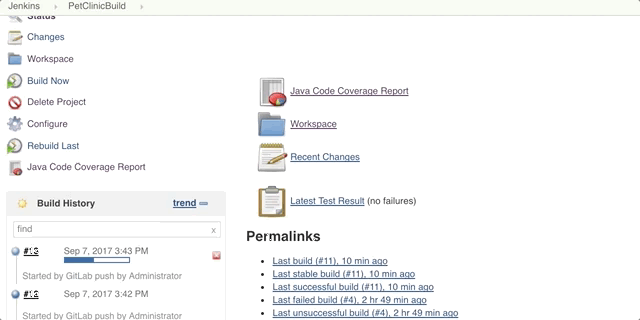 Jenkins PetClinicBuild
Status
Changes
Workspace
Build Now
Delete Project
Configure
Rebuild Last
Java Code Coverage Report
Build History trend
find x
Sep 7, 2017 3:43 PM
Started by GitLab push by Administrator
Sep 7, 2017 3:42 PM
Started by GitLab push by Administrator
Java Code Coverage Report
Workspace
Recent Changes
Latest Test Result (no failures)
Permalinks
Last build (#11), 10 min ago
Last stable build (#11), 10 min ago
Last successful build (#11), 10 min ago
Last failed build (#4), 2 hr 49 min ago
Last unsuccessful build (#4), 2 hr 49 min ago